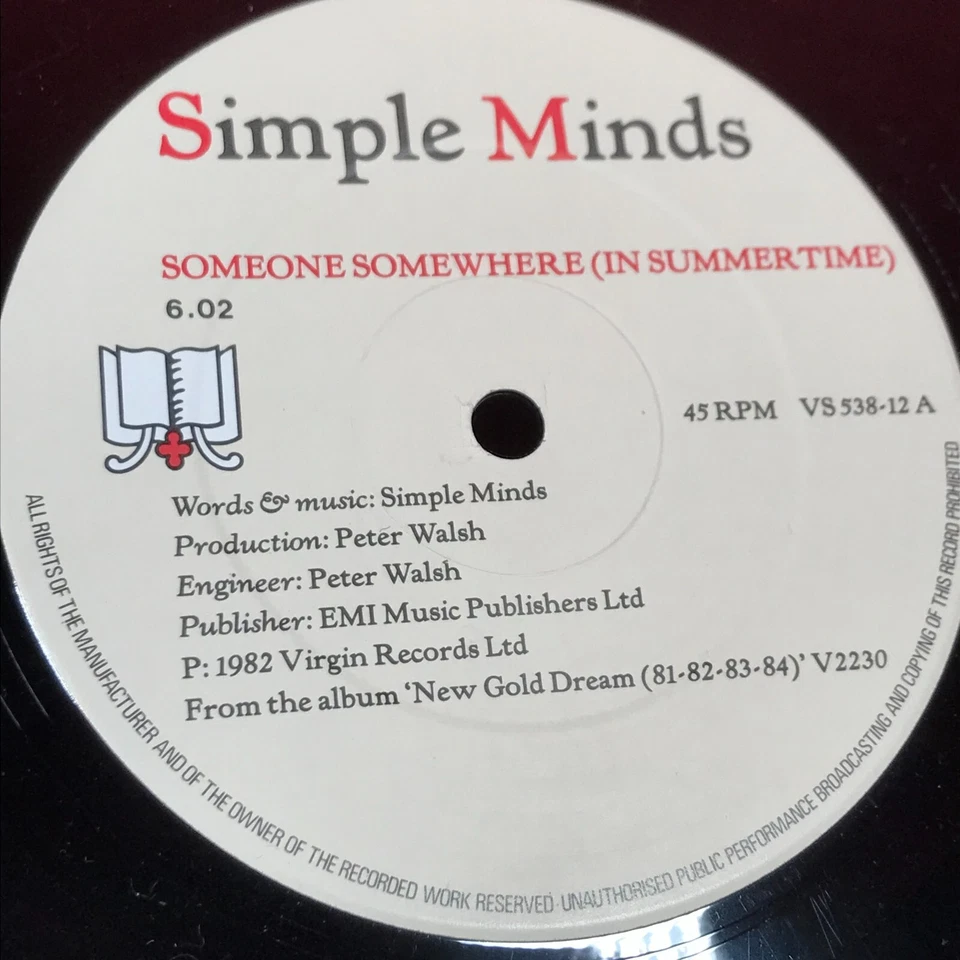 Simple Minds
SOMEONE SOMEWHERE (IN SUMMERTIME)
6.02
45 RPM VS 538-12 A
Words & music: Simple Minds
Production: Peter Walsh
Engineer: Peter Walsh
Publisher: EMI Music Publishers Ltd
P: 1982 Virgin Records Ltd
From the album ‘New Gold Dream (81-82-83-84)’ V2230
ALL RIGHTS OF THE MANUFACTURER AND OF THE OWNER OF THE RECORDED WORK RESERVED · UNAUTHORISED PUBLIC PERFORMANCE BROADCASTING AND COPYING OF THIS RECORD PROHIBITED